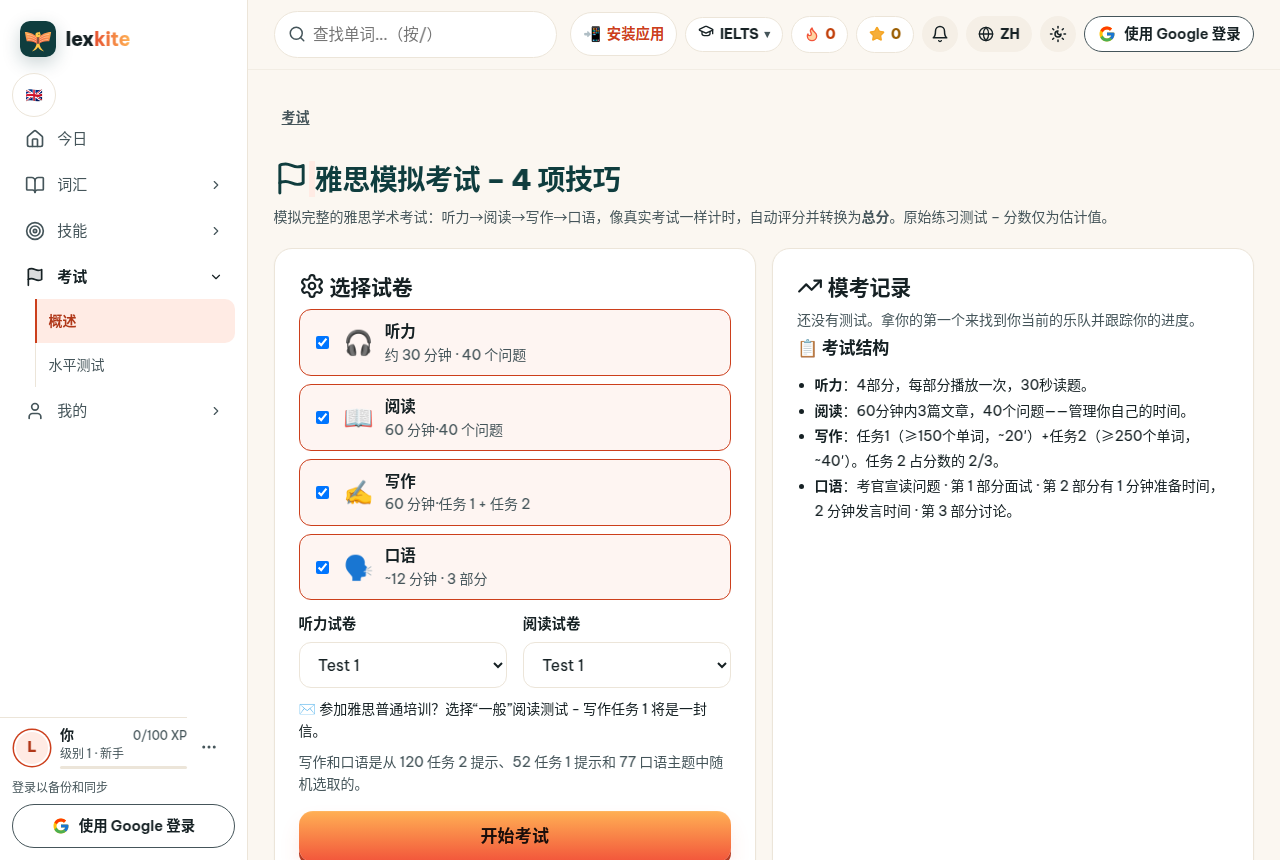 lexkite
查找单词…（按/）
安装应用
IELTS ▾
0
0
ZH
使用 Google 登录
今日
词汇
技能
考试
概述
水平测试
我的
考试
雅思模拟考试 – 4 项技巧
模拟完整的雅思学术考试：听力→阅读→写作→口语，像真实考试一样计时，自动评分并转换为总分。原始练习测试 – 分数仅为估计值。
选择试卷
听力
约 30 分钟 · 40 个问题
阅读
60 分钟·40 个问题
写作
60 分钟·任务 1 + 任务 2
口语
~12 分钟 · 3 部分
听力试卷
阅读试卷
Test 1
Test 1
参加雅思普通培训？选择“一般”阅读测试 – 写作任务 1 将是一封
信。
写作和口语是从 120 任务 2 提示、52 任务 1 提示和 77 口语主题中随
机选取的。
开始考试
模考记录
还没有测试。拿你的第一个来找到你当前的乐队并跟踪你的进度。
考试结构
听力：4部分，每部分播放一次，30秒读题。
阅读：60分钟内3篇文章，40个问题——管理你自己的时间。
写作：任务1（≥150个单词，~20′）+任务2（≥250个单词，
~40′）。任务 2 占分数的 2/3。
口语：考官宣读问题 · 第 1 部分面试 · 第 2 部分有 1 分钟准备时间，
2 分钟发言时间 · 第 3 部分讨论。
L
你
0/100 XP
级别 1 · 新手
登录以备份和同步
使用 Google 登录